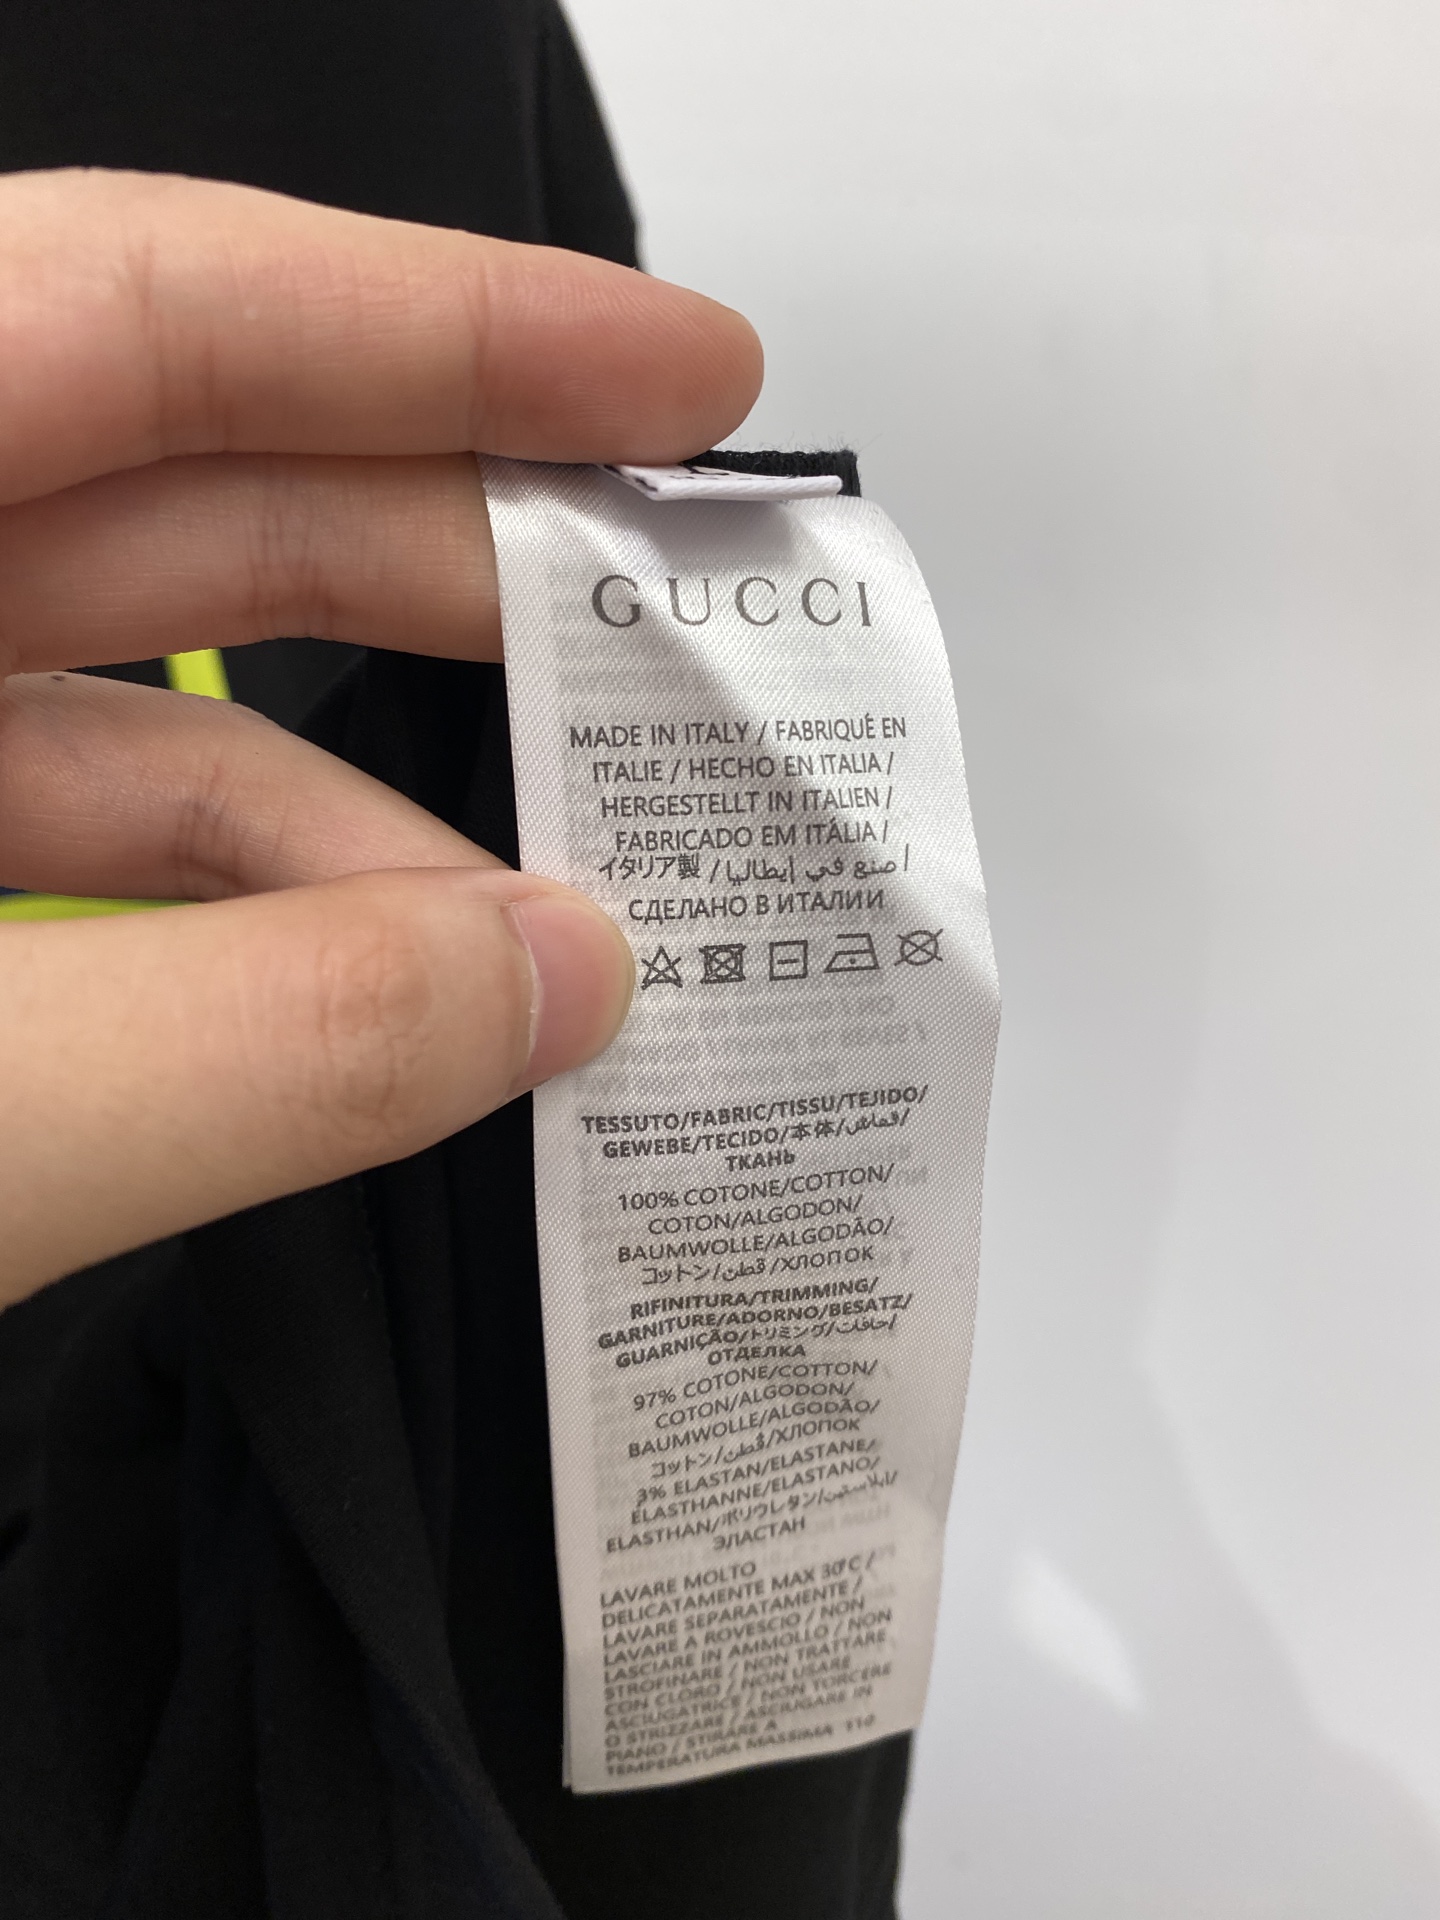 GUCCI
MADE IN ITALY / FABRIQUÉ EN
ITALIE / HECHO EN ITALIA /
HERGESTELLT IN ITALIEN /
FABRICADO EM ITÁLIA /
イタリア製 / صنع في إيطاليا /
СДЕЛАНО В ИТАЛИИ
TESSUTO/FABRIC/TISSU/TEJIDO/
GEWEBE/TECIDO/本体/قماش/
ТКАНЬ
100% COTONE/COTTON/
COTON/ALGODON/
BAUMWOLLE/ALGODÃO/
コットン/قطن/ХЛОПОК
RIFINITURA/TRIMMING/
GARNITURE/ADORNO/BESATZ/
GUARNIÇÃO/トリミング/حافات/
ОТДЕЛКА
97% COTONE/COTTON/
COTON/ALGODON/
BAUMWOLLE/ALGODÃO/
コットン/قطن/ХЛОПОК
3% ELASTAN/ELASTANE/
ÉLASTHANNE/ELASTANO/
ELASTHAN/ポリウレタン/إيلاستين/
ЭЛАСТАН
LAVARE MOLTO
DELICATAMENTE MAX 30°C /
LAVARE SEPARATAMENTE /
LAVARE A ROVESCIO / NON
LASCIARE IN AMMOLLO / NON
STROFINARE / NON TRATTARE
CON CLORO / NON USARE
ASCIUGATRICE / NON TORCERE
O STRIZZARE / ASCIUGARE IN
PIANO / STIRARE A
TEMPERATURA MASSIMA 110